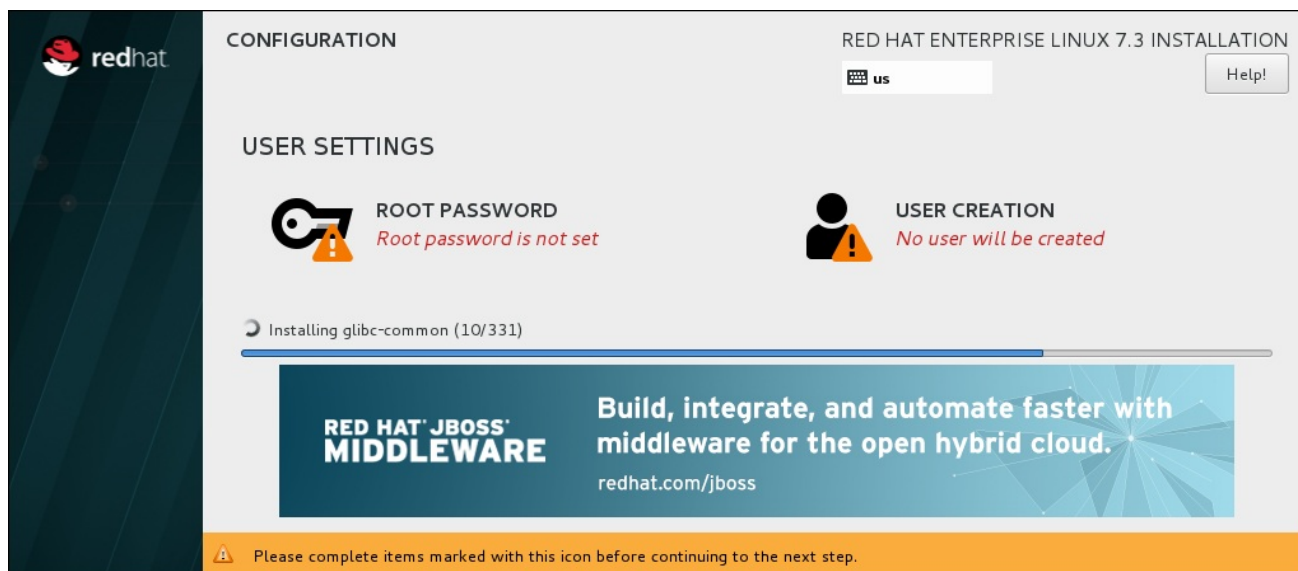 redhat.
CONFIGURATION
RED HAT ENTERPRISE LINUX 7.3 INSTALLATION
us
Help!
USER SETTINGS
ROOT PASSWORD
Root password is not set
USER CREATION
No user will be created
Installing glibc-common (10/331)
RED HAT JBOSS
MIDDLEWARE
Build, integrate, and automate faster with
middleware for the open hybrid cloud.
redhat.com/jboss
Please complete items marked with this icon before continuing to the next step.